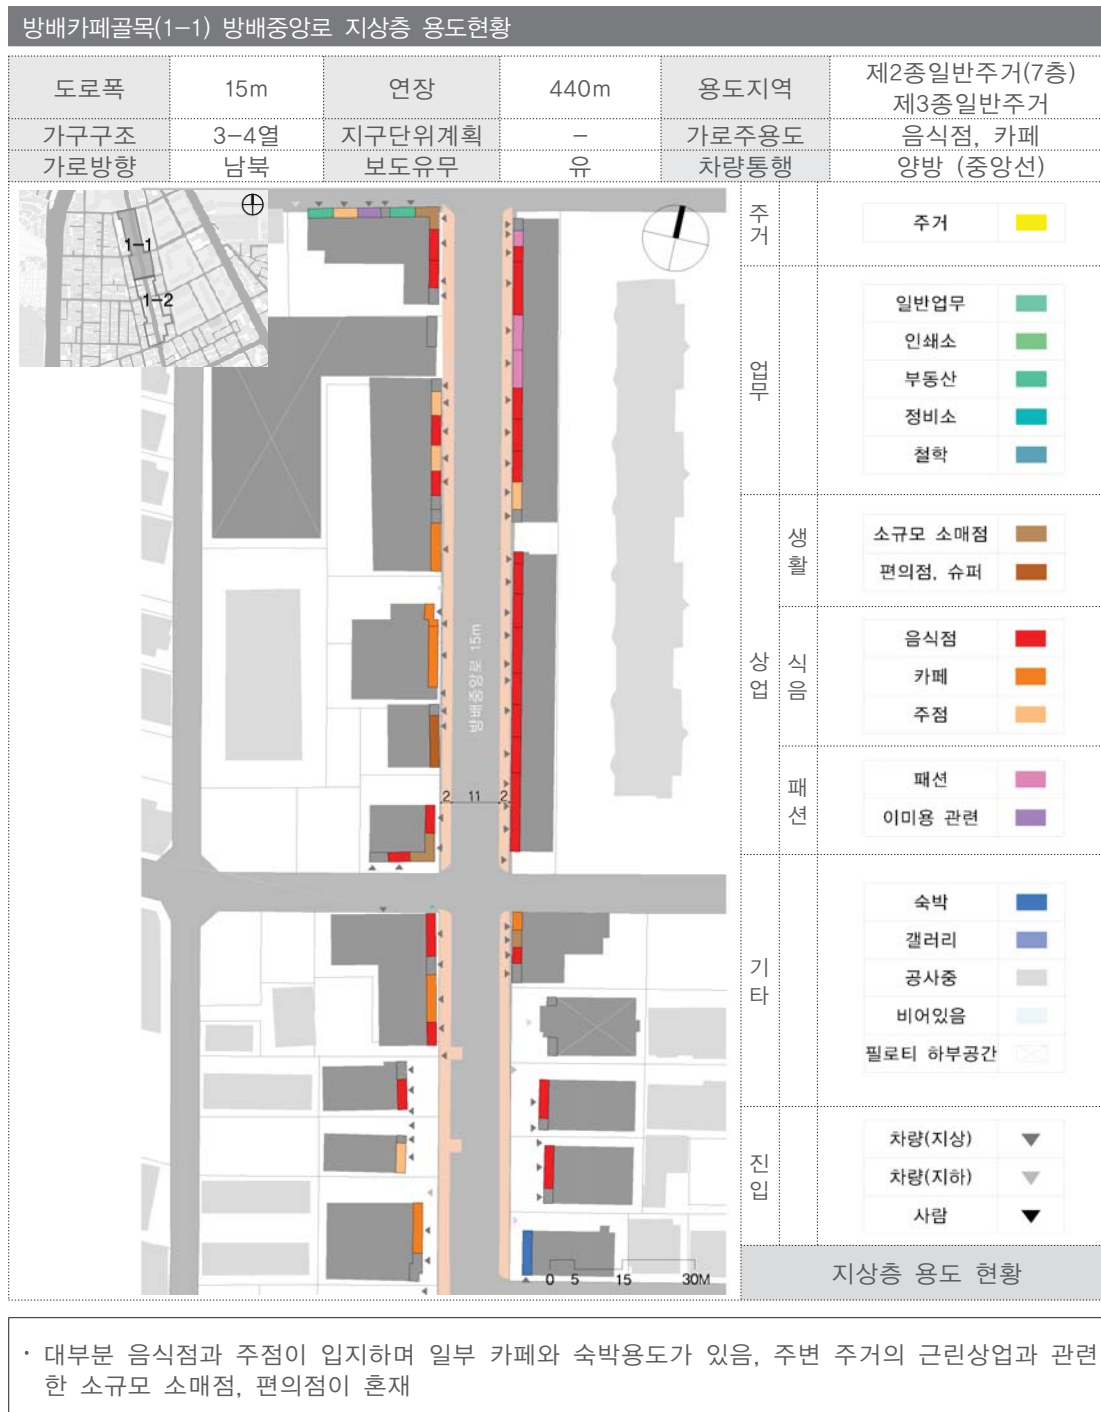 방배카페골목(1-1) 방배중앙로 지상층 용도현황
도로폭 15m 연장 440m 용도지역 제2종일반주거(7층)
제3종일반주거
가구구조 3-4열 지구단위계획 - 가로주용도 음식점, 카페
가로방향 남북 보도유무 유 차량통행 양방 (중앙선)
1-1
1-2
방배중앙로 15m
2 11 2
0 5 15 30M
주거
주거
업무
일반업무
인쇄소
부동산
정비소
철학
상업
생활
소규모 소매점
편의점, 슈퍼
식음
음식점
카페
주점
패션
패션
이미용 관련
기타
숙박
갤러리
공사중
비어있음
필로티 하부공간
진입
차량(지상)
차량(지하)
사람
지상층 용도 현황
· 대부분 음식점과 주점이 입지하며 일부 카페와 숙박용도가 있음, 주변 주거의 근린상업과 관련
한 소규모 소매점, 편의점이 혼재